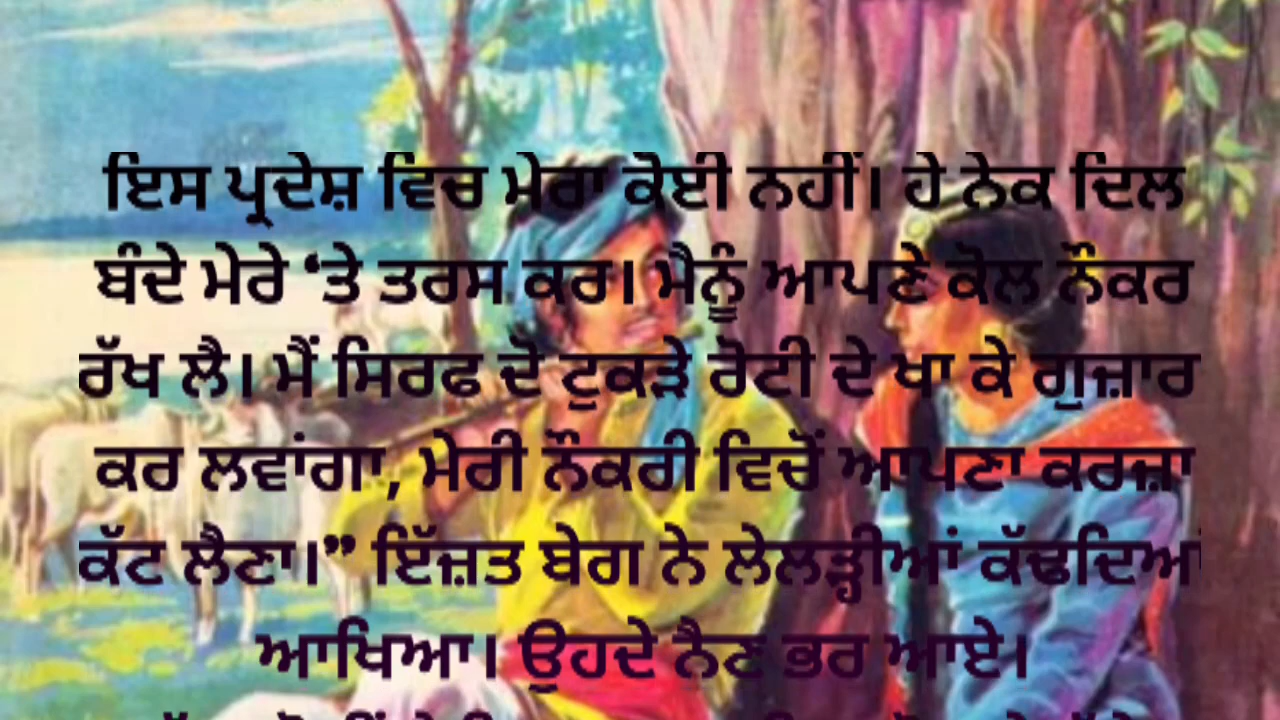 ਇਸ ਪ੍ਰਦੇਸ਼ ਵਿਚ ਮੇਰਾ ਕੋਈ ਨਹੀਂ। ਹੇ ਨੇਕ ਦਿਲ
ਬੰਦੇ ਮੇਰੇ ‘ਤੇ ਤਰਸ ਕਰ। ਮੈਨੂੰ ਆਪਣੇ ਕੋਲ ਨੌਕਰ
ਰੱਖ ਲੈ। ਮੈਂ ਸਿਰਫ ਦੋ ਟੁਕੜੇ ਰੋਟੀ ਦੇ ਖਾ ਕੇ ਗੁਜ਼ਾਰ
ਕਰ ਲਵਾਂਗਾ, ਮੇਰੀ ਨੌਕਰੀ ਵਿਚੋਂ ਆਪਣਾ ਕਰਜ਼ਾ
ਕੱਟ ਲੈਣਾ।” ਇੱਜ਼ਤ ਬੇਗ ਨੇ ਲੇਲੜ੍ਹੀਆਂ ਕੱਢਦਿਆਂ
ਆਖਿਆ। ਉਹਦੇ ਨੈਣ ਭਰ ਆਏ।